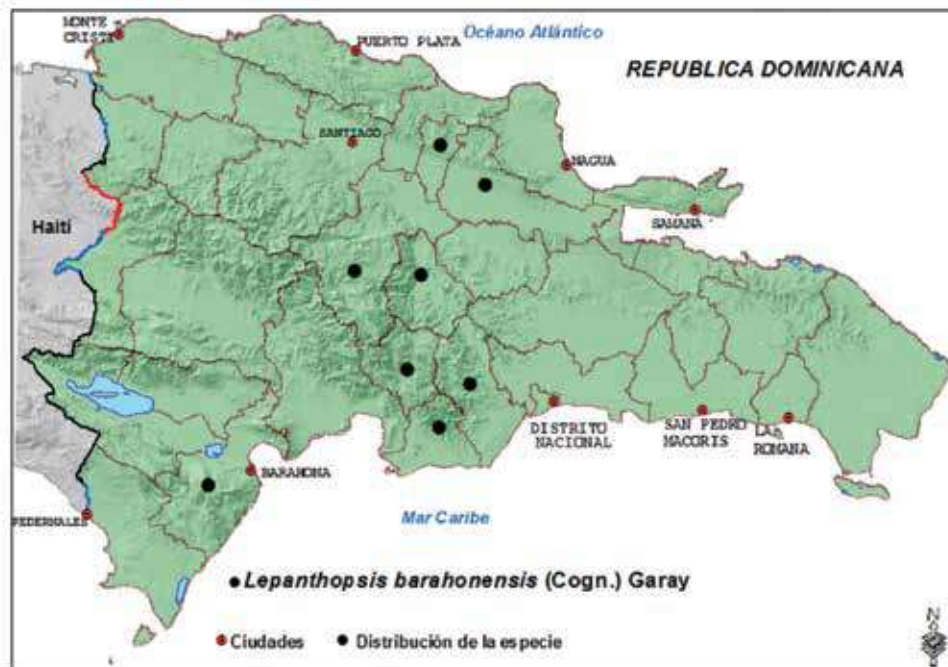 MONTE -
CRISTI
PUERTO PLATA
Océano Atlántico
REPUBLICA DOMINICANA
SANTIAGO
NAGUA
SAMANA
Haití
DISTRITO
NACIONAL
SAN PEDRO
MACORIS
LA
ROMANA
BARAHONA
PEDERNALES
Mar Caribe
Lepanthopsis barahonensis (Cogn.) Garay
Ciudades
Distribución de la especie